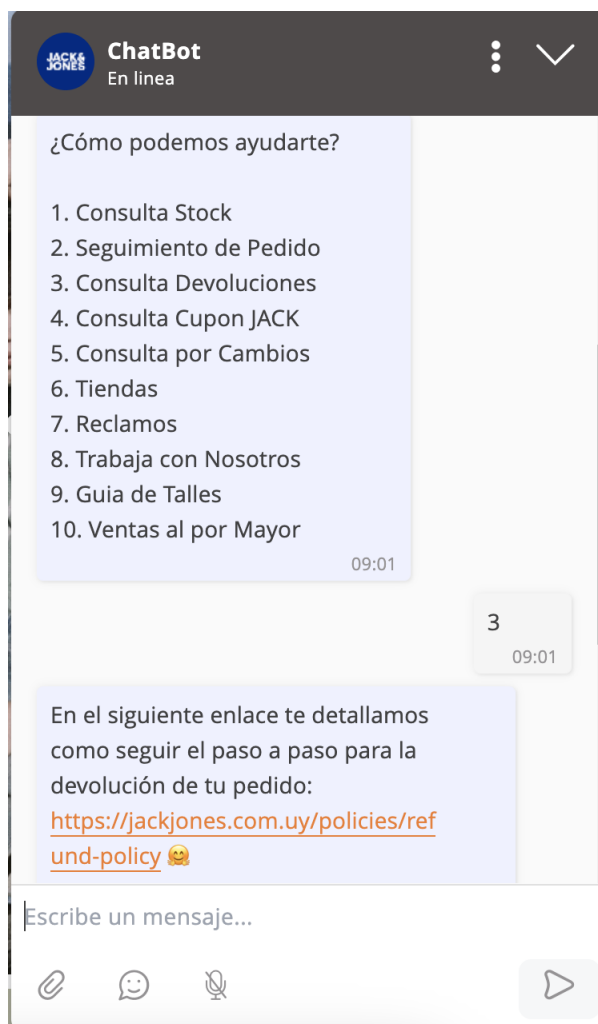 JACK&
JONES
ChatBot
En linea
¿Cómo podemos ayudarte?
1. Consulta Stock
2. Seguimiento de Pedido
3. Consulta Devoluciones
4. Consulta Cupon JACK
5. Consulta por Cambios
6. Tiendas
7. Reclamos
8. Trabaja con Nosotros
9. Guia de Talles
10. Ventas al por Mayor
09:01
3
09:01
En el siguiente enlace te detallamos
como seguir el paso a paso para la
devolución de tu pedido:
https://jackjones.com.uy/policies/ref
und-policy 🤗
Escribe un mensaje...